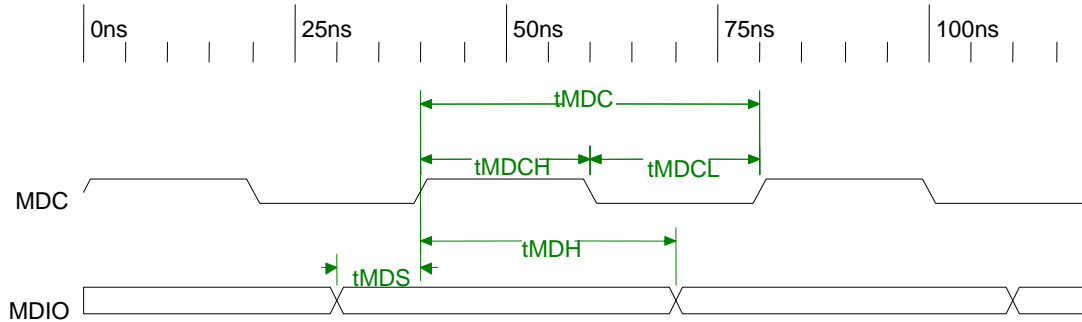 0ns 25ns 50ns 75ns 100ns
tMDC
tMDCH tMDCL
MDC
tMDH
tMDS
MDIO